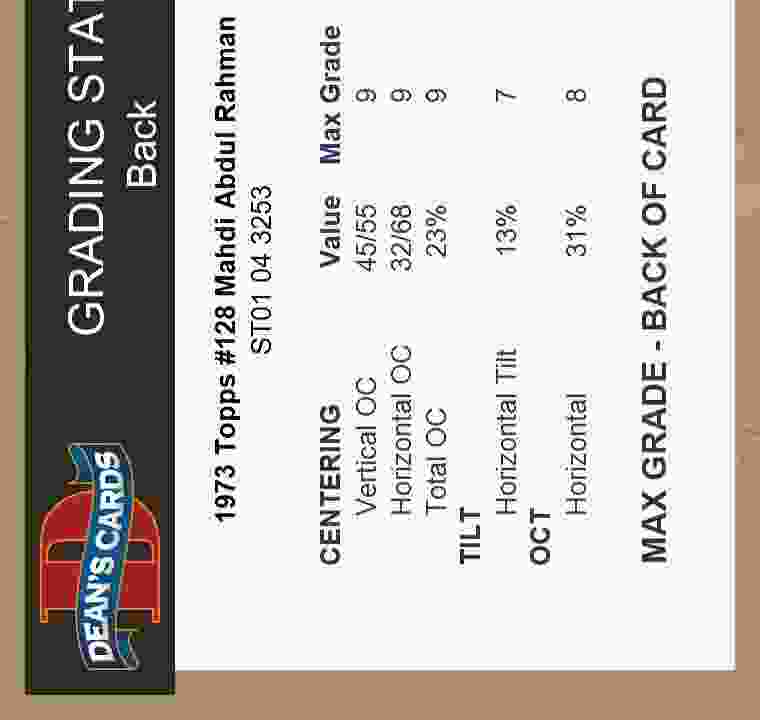 DEAN'S CARDS
GRADING STAT
Back
1973 Topps #128 Mahdi Abdul Rahman
ST01 04 3253
CENTERING Value Max Grade
Vertical OC 45/55 9
Horizontal OC 32/68 9
Total OC 23% 9
TILT
Horizontal Tilt 13% 7
OCT
Horizontal 31% 8
MAX GRADE - BACK OF CARD